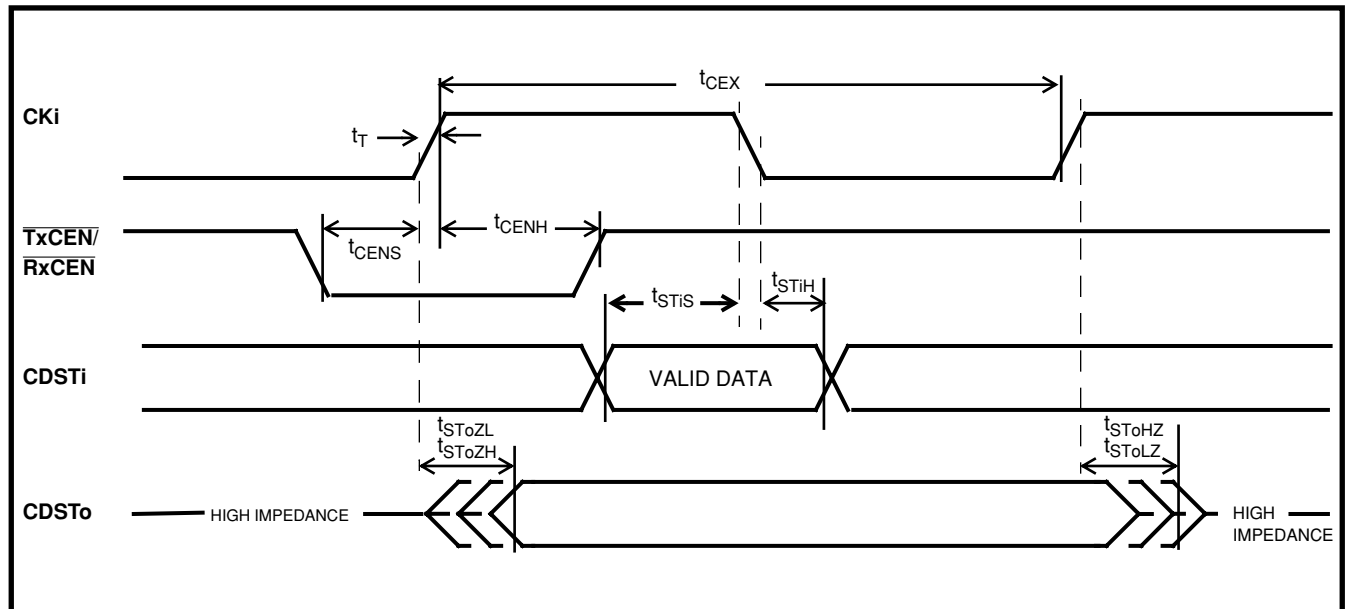 tCEX
CKi
tT
TxCEN/
RxCEN
tCENS
tCENH
tSTiS
tSTiH
CDSTi
VALID DATA
tSToZL
tSToZH
tSToHZ
tSToLZ
CDSTo
HIGH IMPEDANCE
HIGH
IMPEDANCE